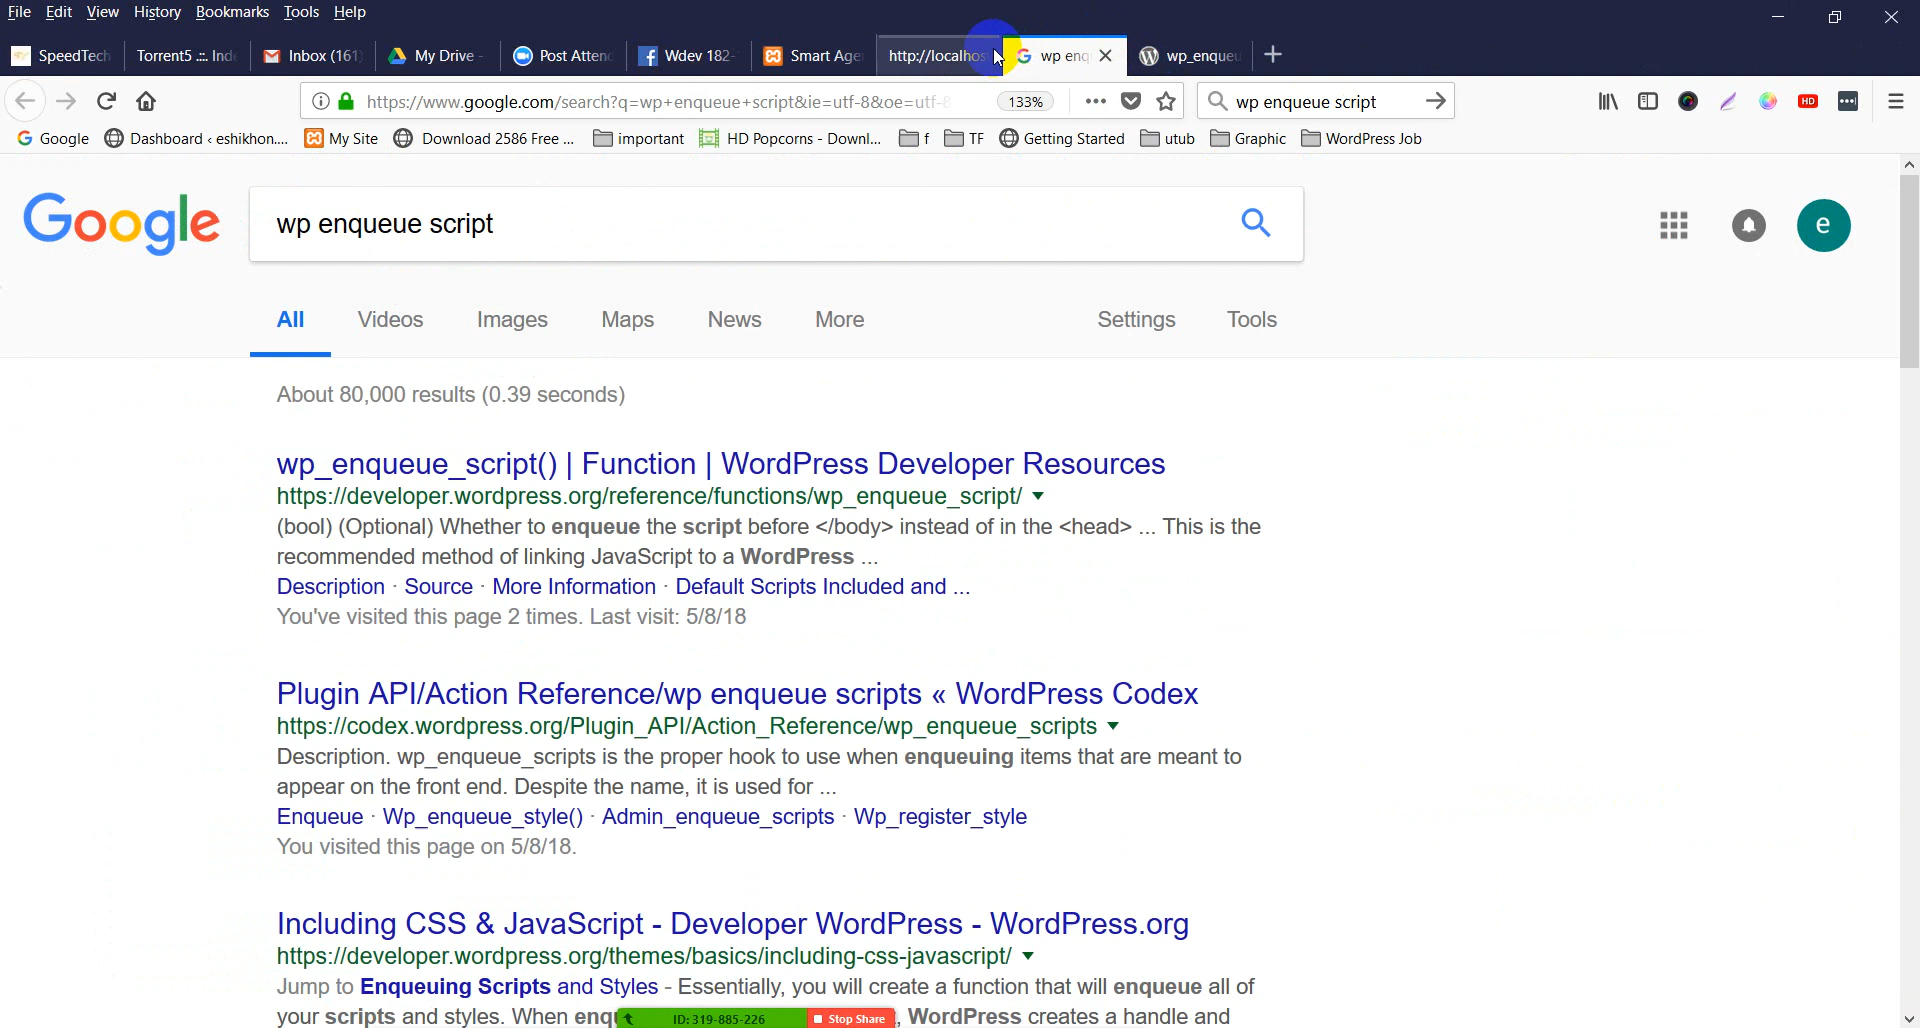 File Edit View History Bookmarks Tools Help
SpeedTech Torrent5 .::. Inde Inbox (161 My Drive - Post Attend Wdev 182- Smart Age http://localhos wp enq wp_enqueu
https://www.google.com/search?q=wp+enqueue+script&ie=utf-8&oe=utf-8 133% wp enqueue script HD
Google Dashboard ‹ eshikhon.... My Site Download 2586 Free ... important HD Popcorns - Downl... f TF Getting Started utub Graphic WordPress Job
Google wp enqueue script e
All Videos Images Maps News More Settings Tools
About 80,000 results (0.39 seconds)
wp_enqueue_script() | Function | WordPress Developer Resources
https://developer.wordpress.org/reference/functions/wp_enqueue_script/
(bool) (Optional) Whether to enqueue the script before </body> instead of in the <head> ... This is the
recommended method of linking JavaScript to a WordPress ...
Description · Source · More Information · Default Scripts Included and ...
You've visited this page 2 times. Last visit: 5/8/18
Plugin API/Action Reference/wp enqueue scripts « WordPress Codex
https://codex.wordpress.org/Plugin_API/Action_Reference/wp_enqueue_scripts
Description. wp_enqueue_scripts is the proper hook to use when enqueuing items that are meant to
appear on the front end. Despite the name, it is used for ...
Enqueue · Wp_enqueue_style() · Admin_enqueue_scripts · Wp_register_style
You visited this page on 5/8/18.
Including CSS & JavaScript - Developer WordPress - WordPress.org
https://developer.wordpress.org/themes/basics/including-css-javascript/
Jump to Enqueuing Scripts and Styles - Essentially, you will create a function that will enqueue all of
your scripts and styles. When enq , WordPress creates a handle and
ID: 319-885-226 Stop Share